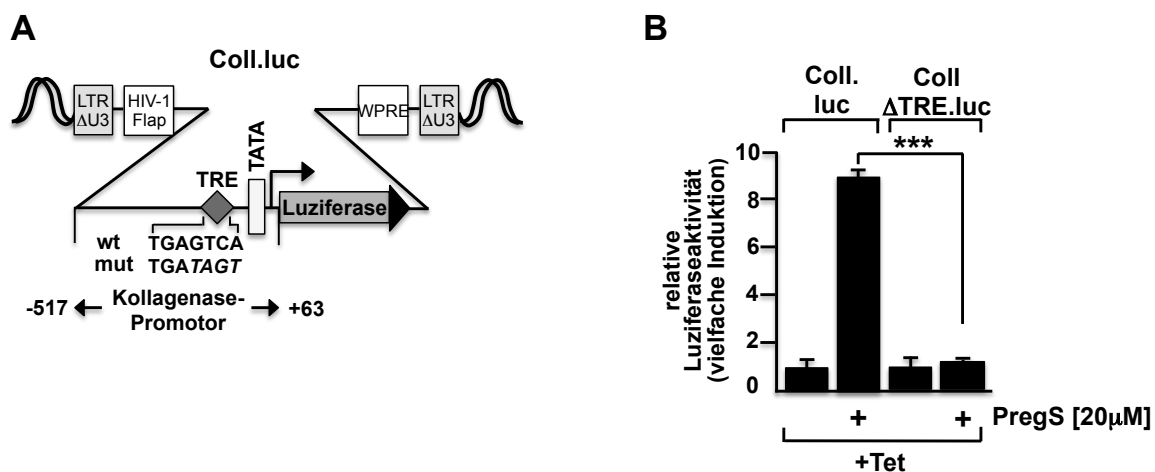 A
Coll.luc
LTR
ΔU3
HIV-1
Flap
WPRE
LTR
ΔU3
TATA
TRE
Luziferase
wt TGAGTCA
mut TGATAGT
-517 Kollagenase- +63
Promotor
B
Coll.
luc
Coll
ΔTRE.luc
***
relative
Luziferaseaktivität
(vielfache Induktion)
10
8
6
4
2
0
+ + PregS [20µM]
+Tet